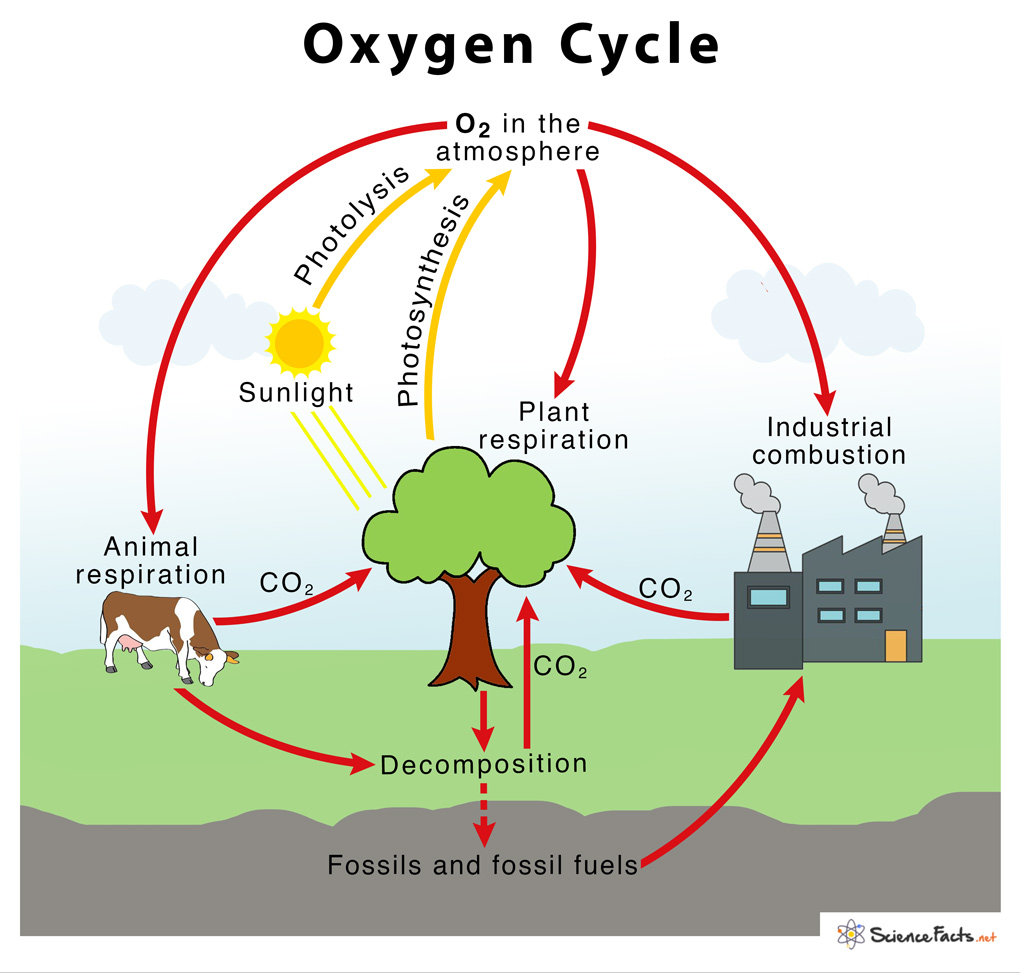 Oxygen Cycle
O₂ in the
atmosphere
Photolysis
Photosynthesis
Sunlight
Plant
respiration
Industrial
combustion
Animal
respiration
CO₂
CO₂
CO₂
Decomposition
Fossils and fossil fuels
ScienceFacts.net